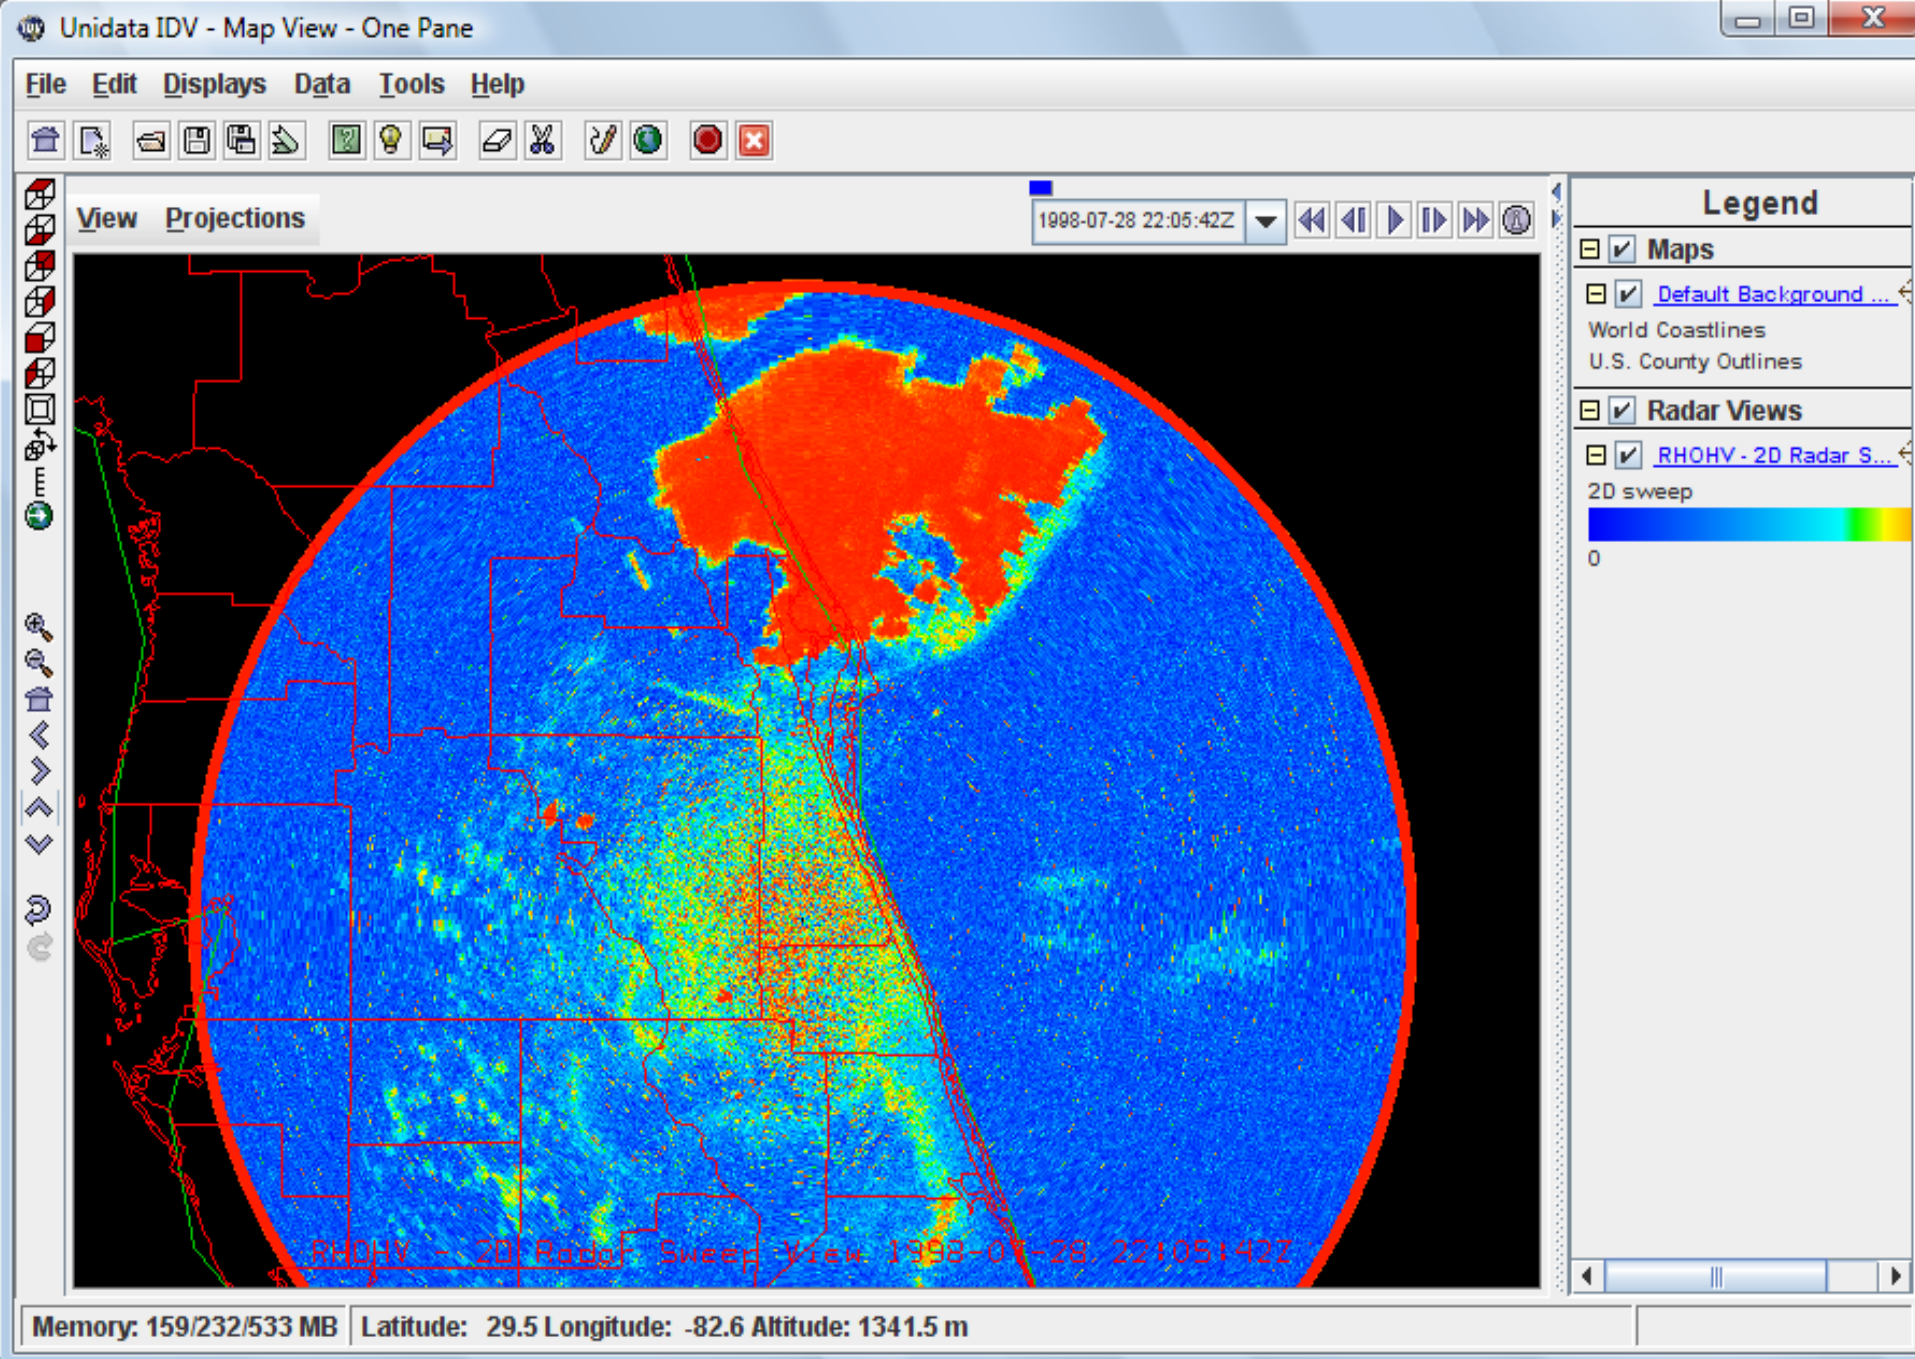 Unidata IDV - Map View - One Pane
File Edit Displays Data Tools Help
View Projections
1998-07-28 22:05:42Z
Legend
Maps
Default Background ...
World Coastlines
U.S. County Outlines
Radar Views
RHOHV - 2D Radar S...
2D sweep
0
RHOHV - 2D Radar Sweep View 1998-07-28 22:05:42Z
Memory: 159/232/533 MB
Latitude: 29.5 Longitude: -82.6 Altitude: 1341.5 m